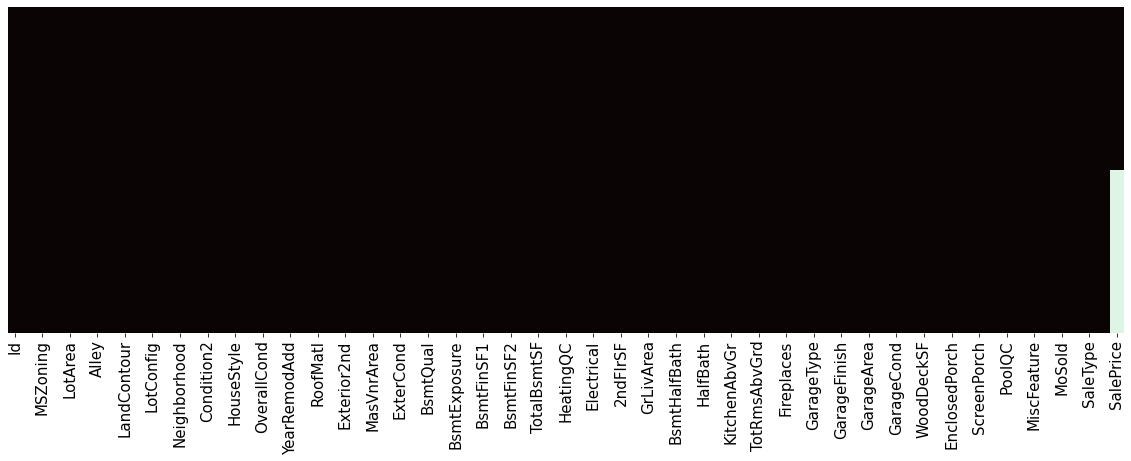 Id
MSZoning
LotArea
Alley
LandContour
LotConfig
Neighborhood
Condition2
HouseStyle
OverallCond
YearRemodAdd
RoofMatl
Exterior2nd
MasVnrArea
ExterCond
BsmtQual
BsmtExposure
BsmtFinSF1
BsmtFinSF2
TotalBsmtSF
HeatingQC
Electrical
2ndFlrSF
GrLivArea
BsmtHalfBath
HalfBath
KitchenAbvGr
TotRmsAbvGrd
Fireplaces
GarageType
GarageFinish
GarageArea
GarageCond
WoodDeckSF
EnclosedPorch
ScreenPorch
PoolQC
MiscFeature
MoSold
SaleType
SalePrice